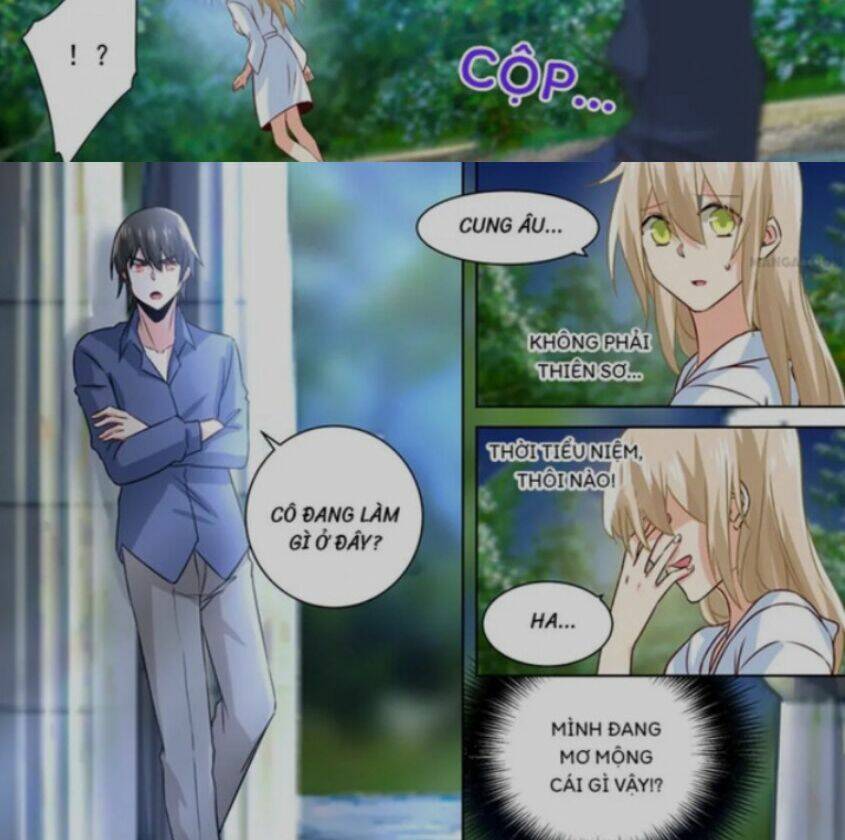 ! ?
CỘP...
CUNG ÂU...
KHÔNG PHẢI
THIÊN SƠ...
CÔ ĐANG LÀM
GÌ Ở ĐÂY?
THỜI TIỂU NIỆM,
THÔI NÀO!
HA...
MÌNH ĐANG
MƠ MỘNG
CÁI GÌ VẬY!?